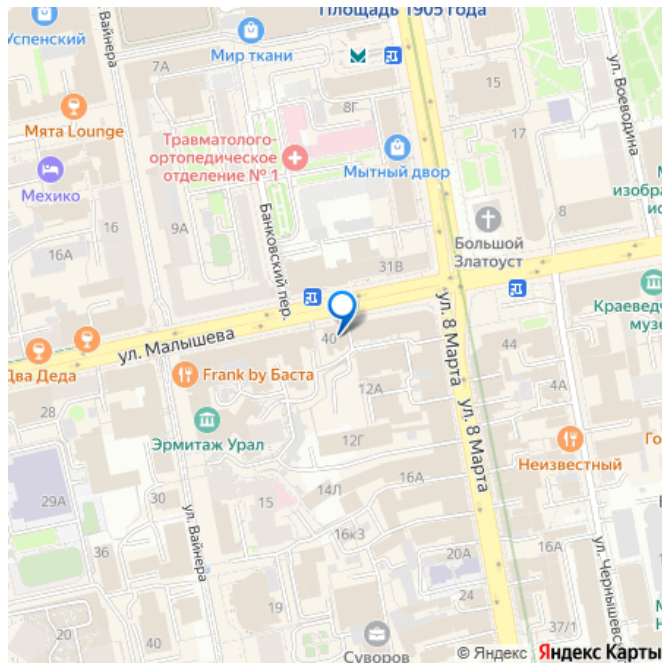 Площадь 1905 года
Успенский
ул. Вайнера
7А
Мир ткани
15
ул. Воеводина
8Г
Мята Lounge
Травматолого-
ортопедическое
отделение № 1
17
Мытный двор
Мехико
16
9А
Банковский пер.
8
16А
Большой
Златоуст
31В
Краеведч
музе
ул. Малышева
40
ул. 8 Марта
44
Два Деда
Frank by Баста
12А
4А
28
ул. 8 Марта
Эрмитаж Урал
12Г
Неизвестный
16А
14Л
29А
30
15
ул. Вайнера
16к3
36
20А
16А
ул. Чернышевс
19
20
40
37/1
Суворов
© Яндекс Яндекс Карты